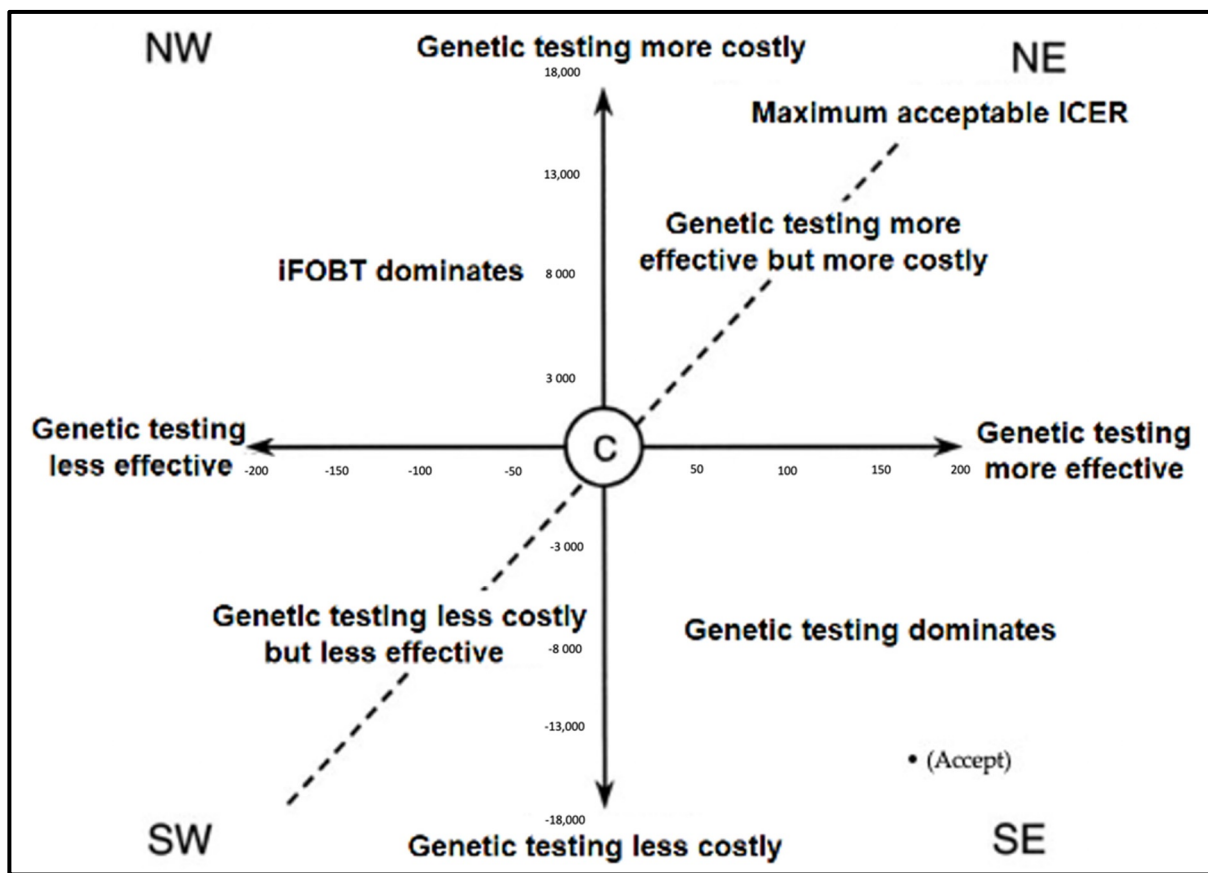 NW
Genetic testing more costly
NE
18,000
Maximum acceptable ICER
13,000
Genetic testing more
effective but more costly
iFOBT dominates
8 000
3 000
Genetic testing
less effective
C
Genetic testing
more effective
-200
-150
-100
-50
50
100
150
200
-3 000
Genetic testing less costly
but less effective
Genetic testing dominates
-8 000
-13,000
• (Accept)
-18,000
SW
Genetic testing less costly
SE